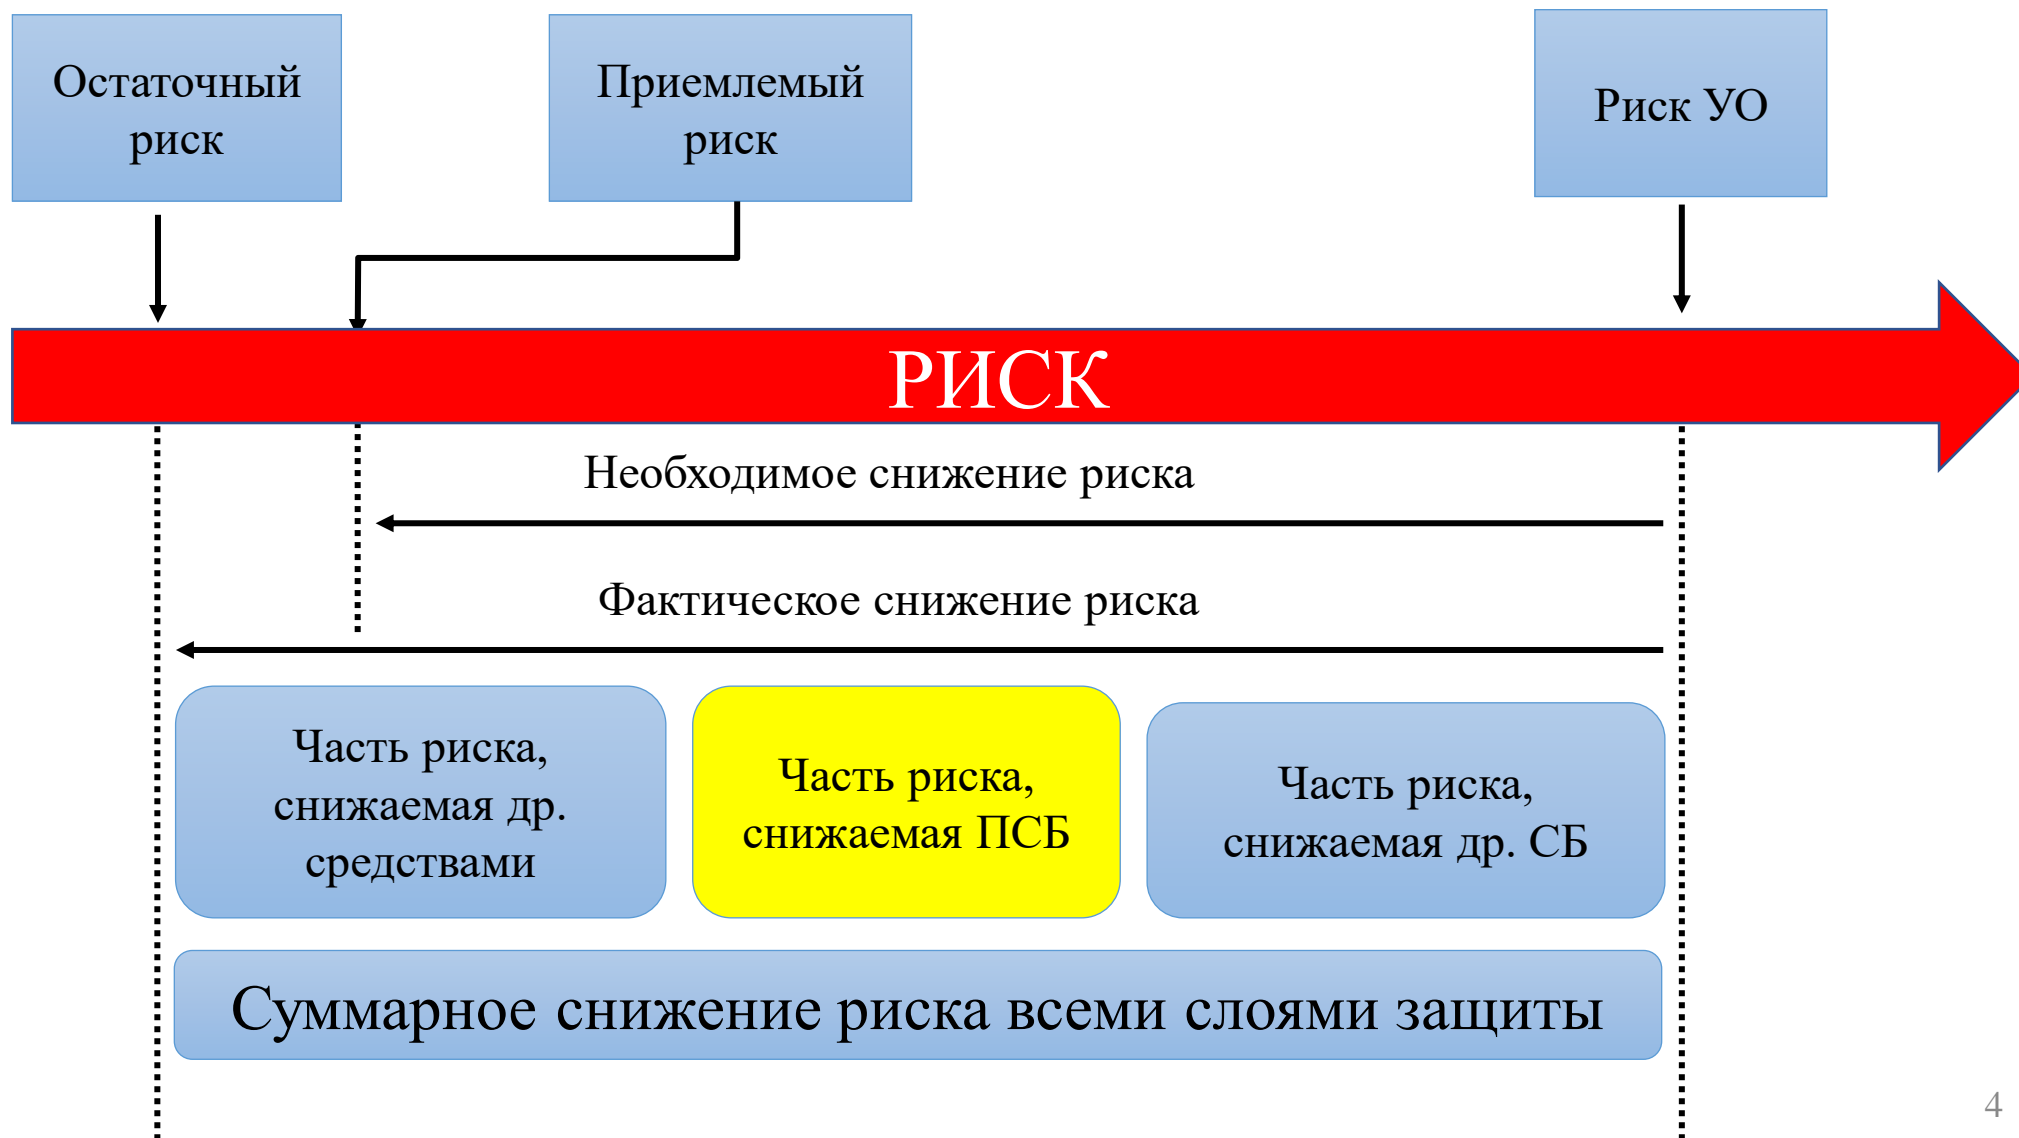 Остаточный
риск
Приемлемый
риск
Риск УО
РИСК
Необходимое снижение риска
Фактическое снижение риска
Часть риска,
снижаемая др.
средствами
Часть риска,
снижаемая ПСБ
Часть риска,
снижаемая др. СБ
Суммарное снижение риска всеми слоями защиты
4